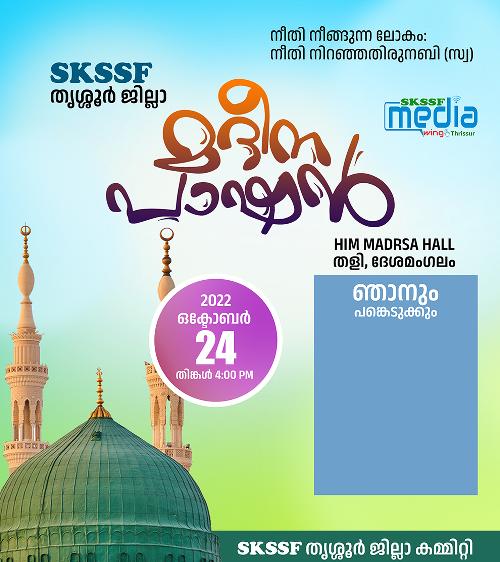 നീതി നീങ്ങുന്ന ലോകം:
നീതി നിറഞ്ഞതിരുനബി (സ്വ)
SKSSF
തൃശ്ശൂർ ജില്ലാ
SKSSF
media
wing Thrissur
മദീന
പാഷൻ
HIM MADRSA HALL
തളി, ദേശമംഗലം
ഞാനും
പങ്കെടുക്കും
2022
ഒക്ടോബർ
24
തിങ്കൾ 4:00 PM
SKSSF തൃശ്ശൂർ ജില്ലാ കമ്മിറ്റി